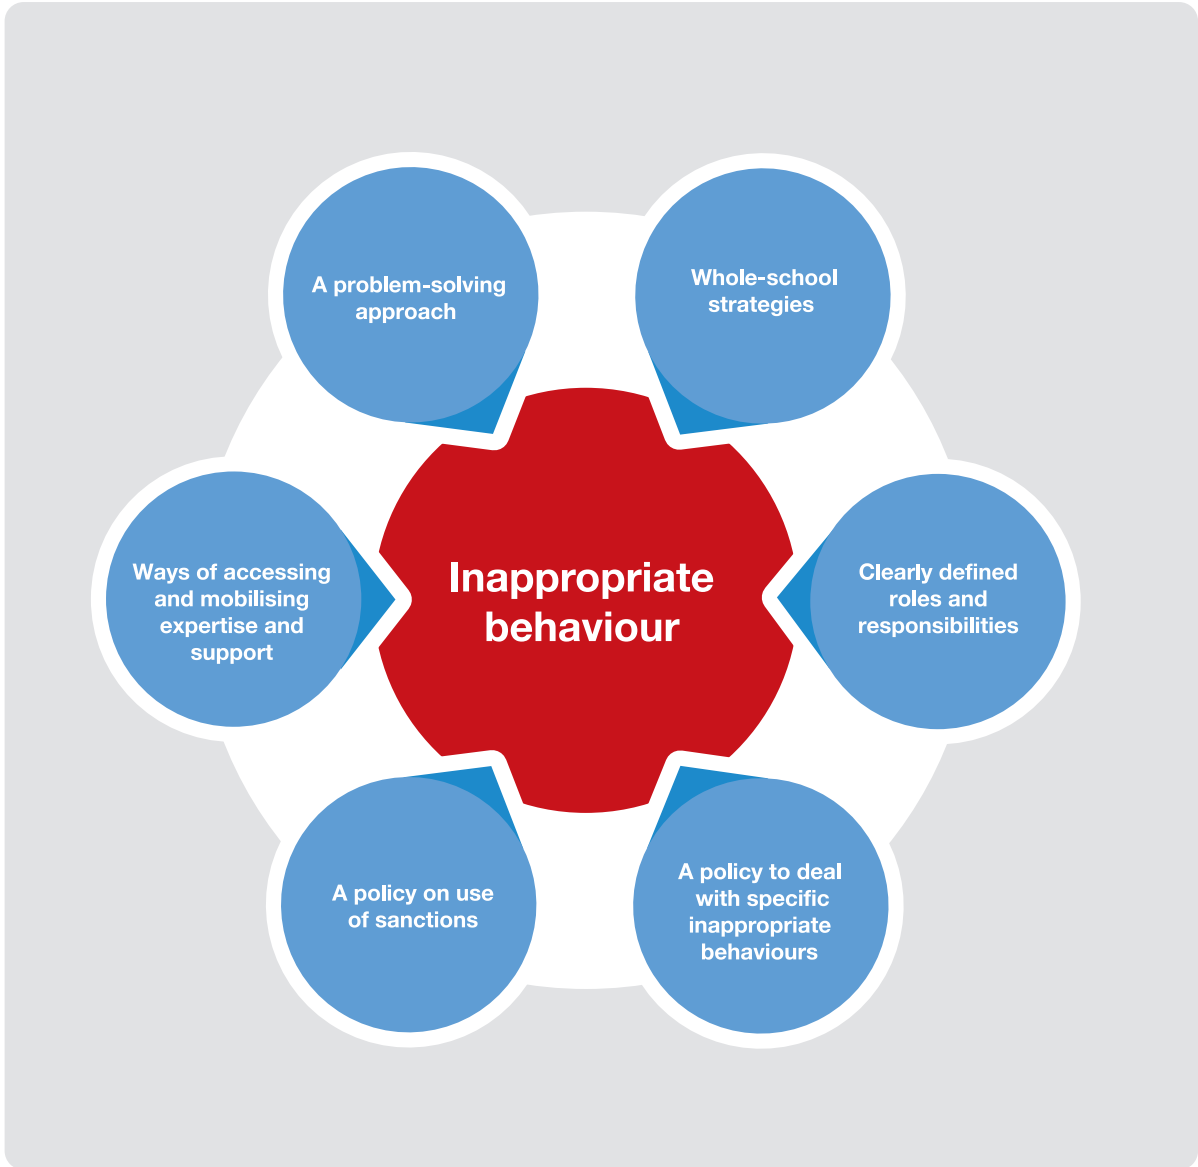 A problem-solving
approach
Whole-school
strategies
Ways of accessing
and mobilising
expertise and
support
Inappropriate
behaviour
Clearly defined
roles and
responsibilities
A policy on use
of sanctions
A policy to deal
with specific
inappropriate
behaviours